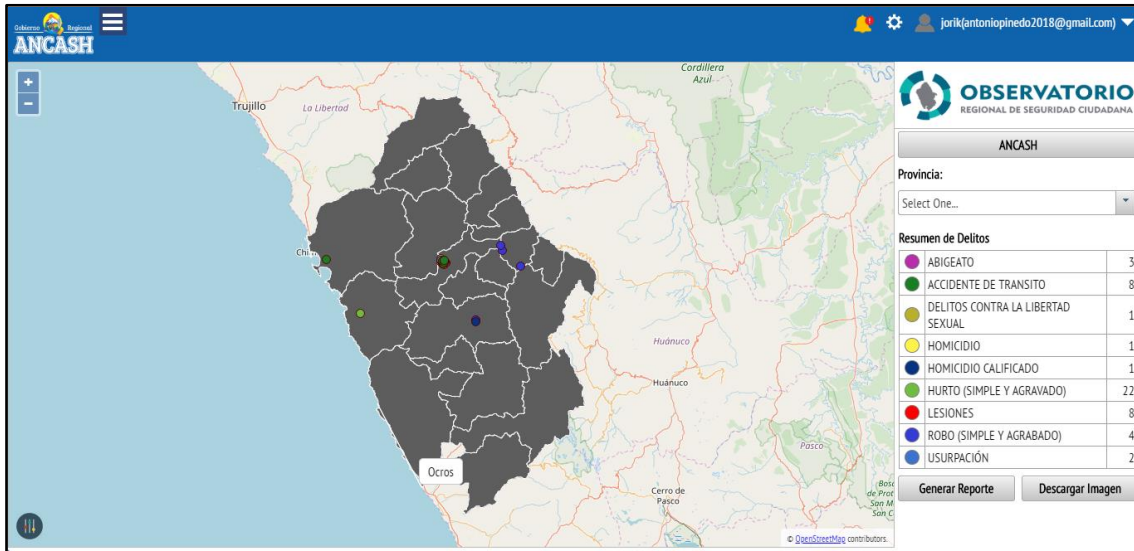 Gobierno Regional
ANCASH
jorik(antoniopinedo2018@gmail.com)
+
−
Cordillera
Azul
Trujillo
La Libertad
Huánuco
Huánuco
Pasco
Cerro de
Pasco
Ocros
© OpenStreetMap contributors.
OBSERVATORIO
REGIONAL DE SEGURIDAD CIUDADANA
ANCASH
Provincia:
Select One...
Resumen de Delitos
ABIGEATO 3
ACCIDENTE DE TRANSITO 8
DELITOS CONTRA LA LIBERTAD
SEXUAL 1
HOMICIDIO 1
HOMICIDIO CALIFICADO 1
HURTO (SIMPLE Y AGRAVADO) 22
LESIONES 8
ROBO (SIMPLE Y AGRABADO) 4
USURPACIÓN 2
Generar Reporte Descargar Imagen